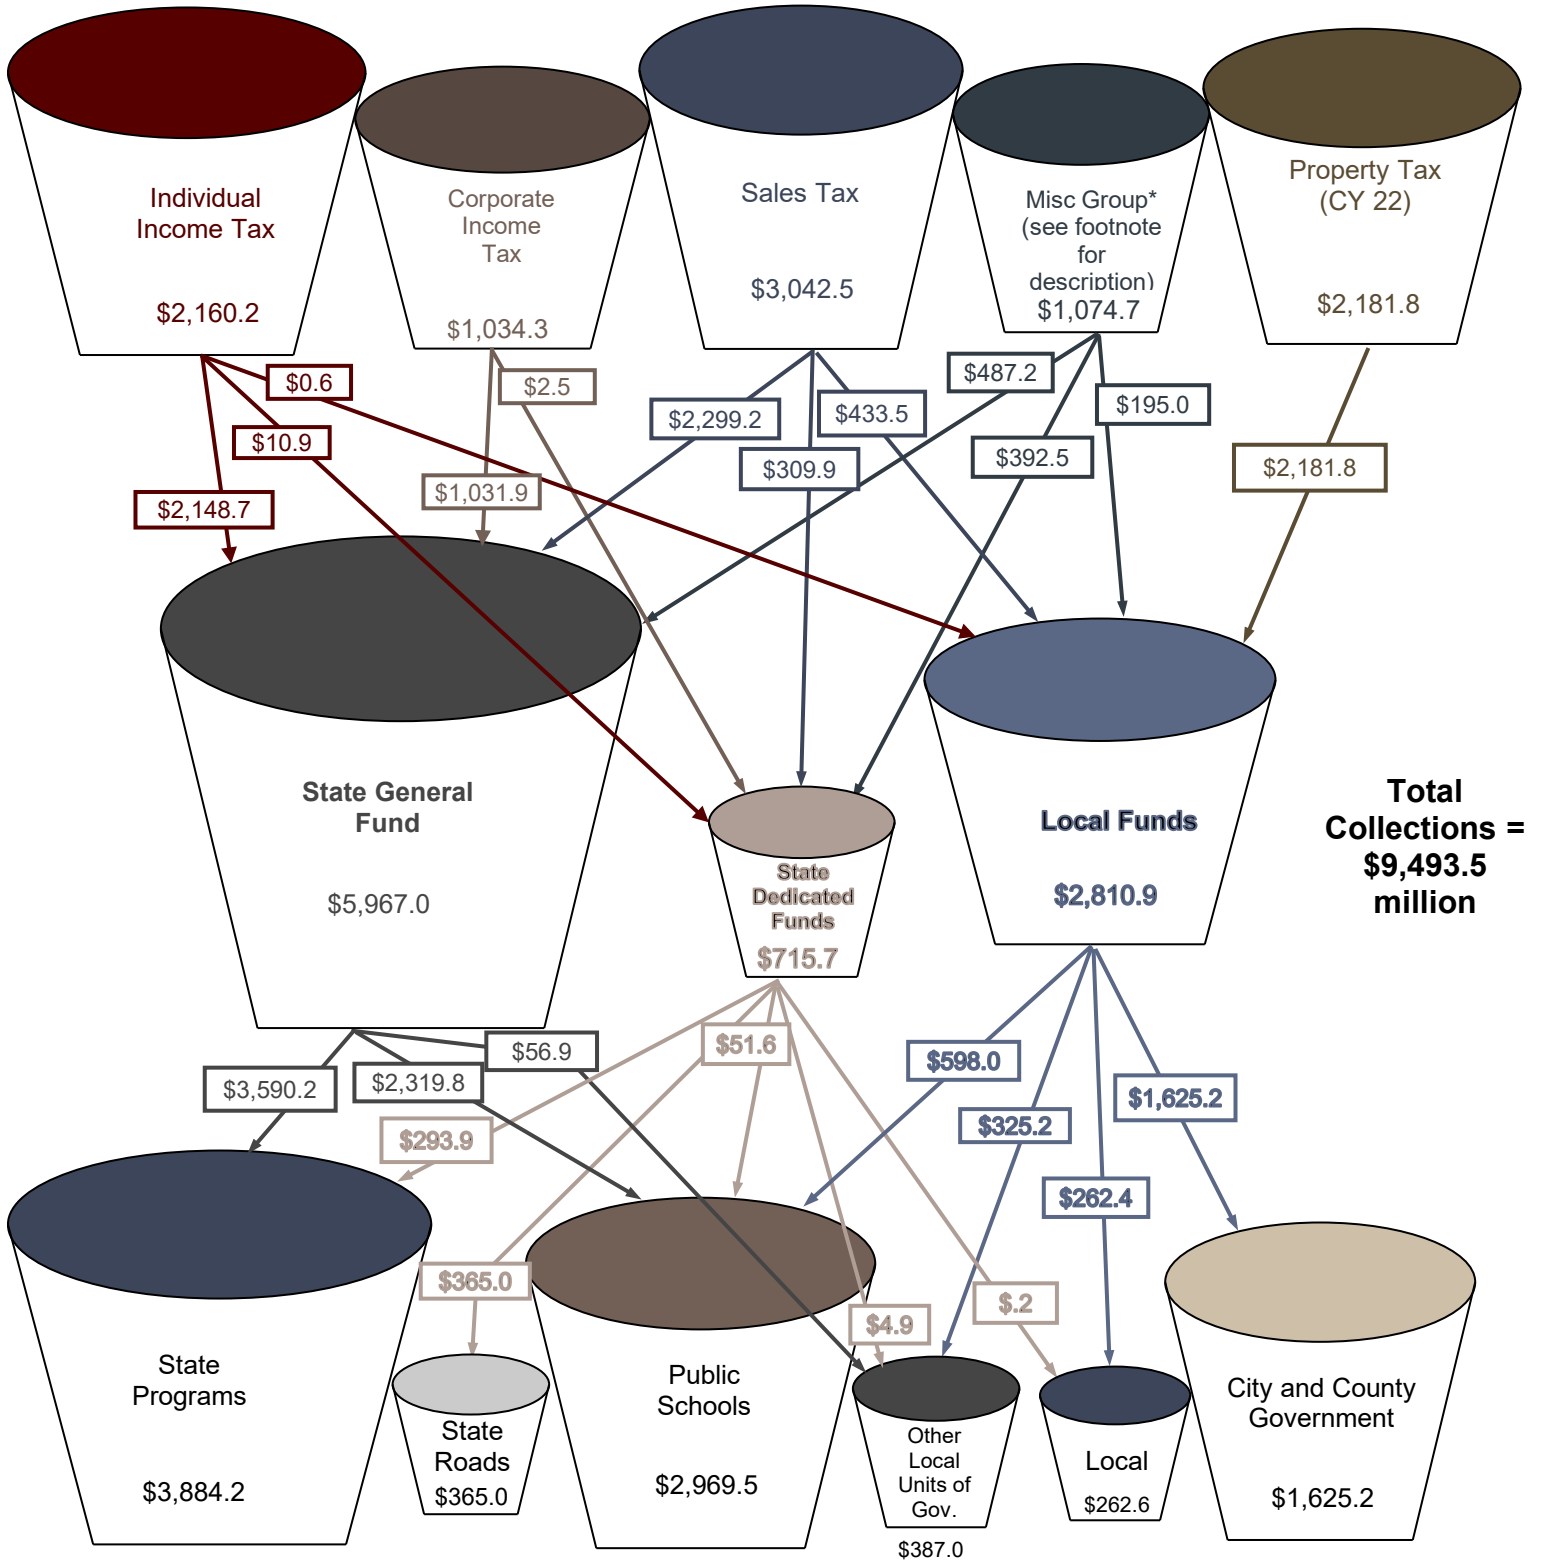 Individual
Income Tax
$2,160.2
Corporate
Income
Tax
$1,034.3
Sales Tax
$3,042.5
Misc Group*
(see footnote
for
description)
$1,074.7
Property Tax
(CY 22)
$2,181.8
$0.6
$10.9
$2,148.7
$2.5
$1,031.9
$2,299.2
$433.5
$309.9
$487.2
$195.0
$392.5
$2,181.8
State General
Fund
$5,967.0
State
Dedicated
Funds
$715.7
Local Funds
$2,810.9
Total
Collections =
$9,493.5
million
$56.9
$3,590.2
$2,319.8
$293.9
$51.6
$365.0
$4.9
$.2
$598.0
$325.2
$262.4
$1,625.2
State
Programs
$3,884.2
State
Roads
$365.0
Public
Schools
$2,969.5
Other
Local
Units of
Gov.
$387.0
Local
$262.6
City and County
Government
$1,625.2